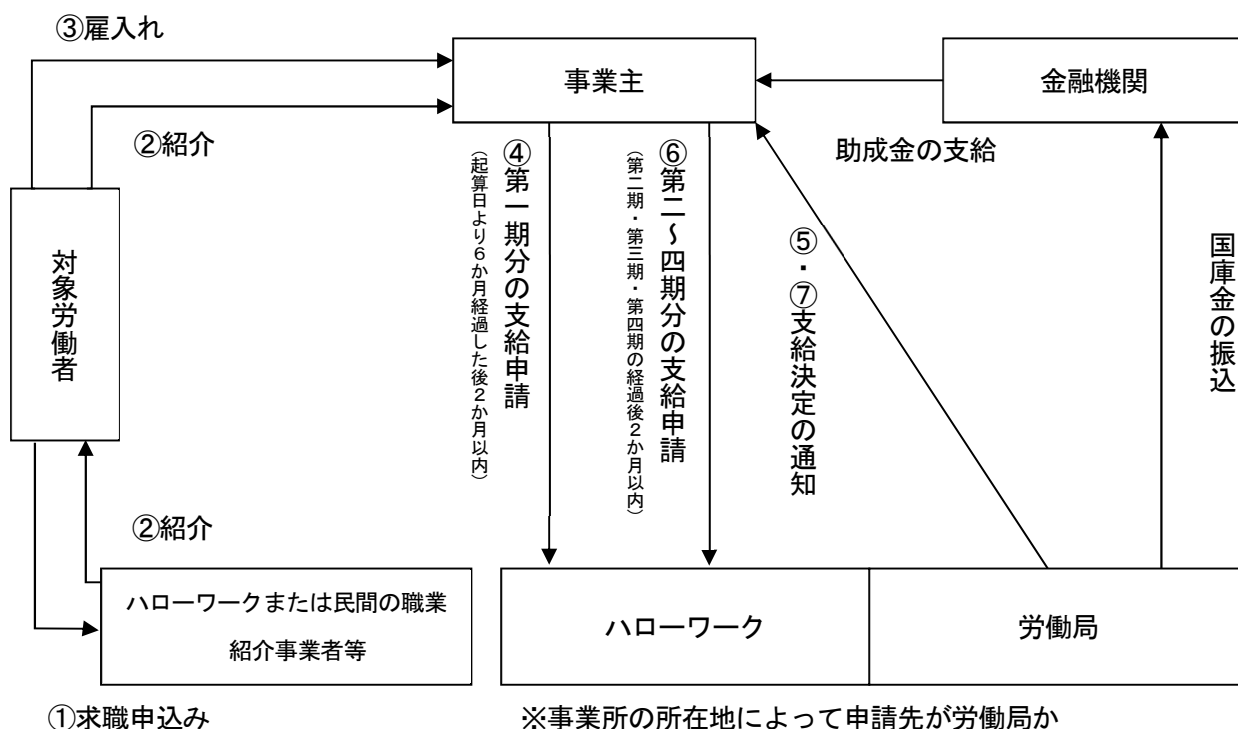 ③雇入れ
事業主
金融機関
②紹介
助成金の支給
④第一期分の支給申請
(起算日より6か月経過した後2か月以内)
⑥第二~四期分の支給申請
(第二期・第三期・第四期の経過後2か月以内)
⑤・⑦支給決定の通知
国庫金の振込
対象労働者
②紹介
ハローワークまたは民間の職業
紹介事業者等
ハローワーク
労働局
①求職申込み
※事業所の所在地によって申請先が労働局か